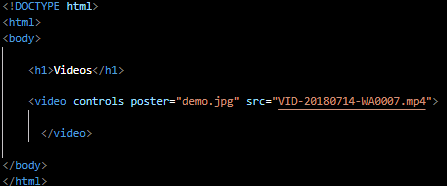 <!DOCTYPE html>
<html>
<body>
<h1>Videos</h1>
<video controls poster="demo.jpg" src="VID-20180714-WA0007.mp4">
</video>
</body>
</html>